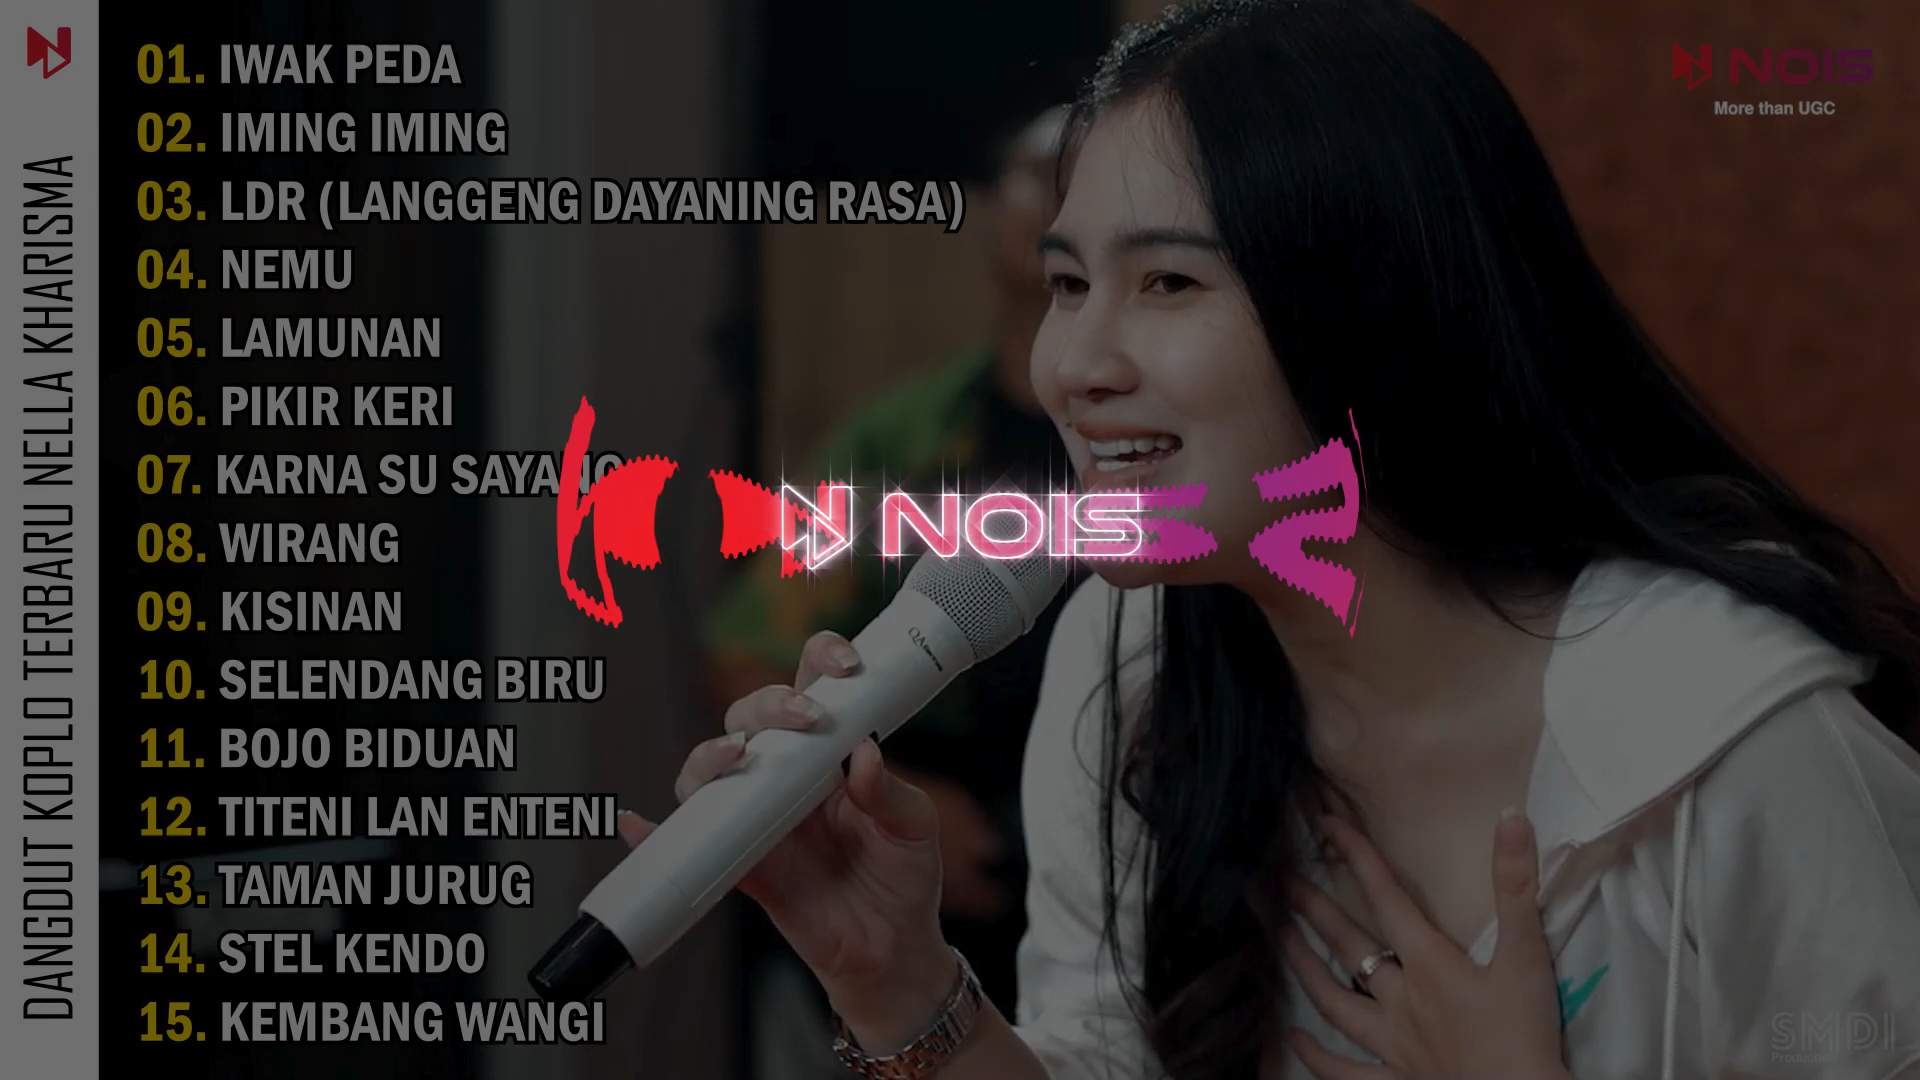 DANGDUT KOPLO TERBARU NELLA KHARISMA
01. IWAK PEDA
02. IMING IMING
03. LDR (LANGGENG DAYANING RASA)
04. NEMU
05. LAMUNAN
06. PIKIR KERI
07. KARNA SU SAYANG
08. WIRANG
09. KISINAN
10. SELENDANG BIRU
11. BOJO BIDUAN
12. TITENI LAN ENTENI
13. TAMAN JURUG
14. STEL KENDO
15. KEMBANG WANGI
NOIS
More than UGC
NOIS
SMDI